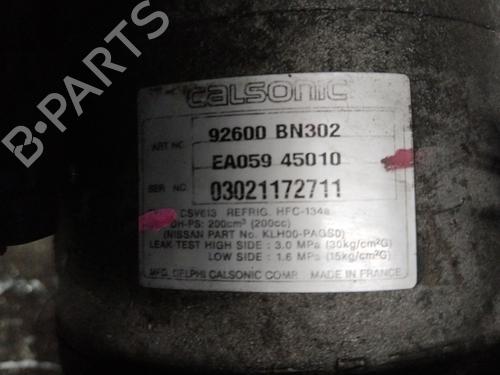 calsonic
ART NO. 92600 BN302
EA059 45010
SER NO. 03021172711
CSV613 REFRIG. HFC-134a
DH-PS: 200cm³ (200cc)
(NISSAN PART No. KLH00-PAGS0)
LEAK TEST HIGH SIDE : 3.0 MPa (30kg/cm²G)
LOW SIDE : 1.6 MPa (15kg/cm²G)
MFG. DELPHI CALSONIC COMP. MADE IN FRANCE
B-PARTS